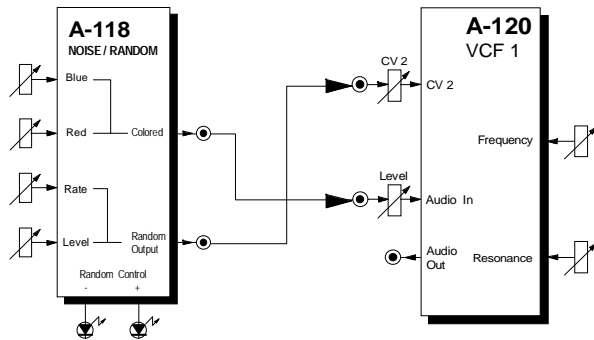 A-118
NOISE / RANDOM
Blue
Red
Colored
Rate
Level
Random
Output
Random Control
- +
A-120
VCF 1
CV 2
CV 2
Frequency
Level
Audio In
Audio
Out
Resonance